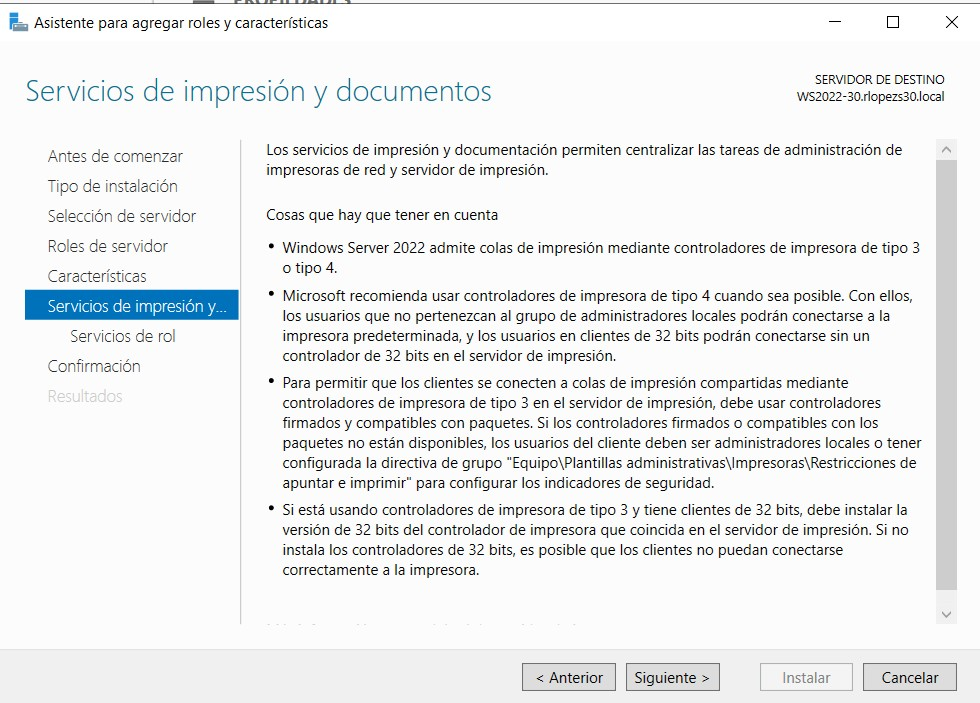 Asistente para agregar roles y características
Servicios de impresión y documentos
SERVIDOR DE DESTINO
WS2022-30.rlopezs30.local
Antes de comenzar
Tipo de instalación
Selección de servidor
Roles de servidor
Características
Servicios de impresión y...
Servicios de rol
Confirmación
Resultados
Los servicios de impresión y documentación permiten centralizar las tareas de administración de
impresoras de red y servidor de impresión.
Cosas que hay que tener en cuenta
• Windows Server 2022 admite colas de impresión mediante controladores de impresora de tipo 3
o tipo 4.
• Microsoft recomienda usar controladores de impresora de tipo 4 cuando sea posible. Con ellos,
los usuarios que no pertenezcan al grupo de administradores locales podrán conectarse a la
impresora predeterminada, y los usuarios en clientes de 32 bits podrán conectarse sin un
controlador de 32 bits en el servidor de impresión.
• Para permitir que los clientes se conecten a colas de impresión compartidas mediante
controladores de impresora de tipo 3 en el servidor de impresión, debe usar controladores
firmados y compatibles con paquetes. Si los controladores firmados o compatibles con los
paquetes no están disponibles, los usuarios del cliente deben ser administradores locales o tener
configurada la directiva de grupo "Equipo\Plantillas administrativas\Impresoras\Restricciones de
apuntar e imprimir" para configurar los indicadores de seguridad.
• Si está usando controladores de impresora de tipo 3 y tiene clientes de 32 bits, debe instalar la
versión de 32 bits del controlador de impresora que coincida en el servidor de impresión. Si no
instala los controladores de 32 bits, es posible que los clientes no puedan conectarse
correctamente a la impresora.
< Anterior
Siguiente >
Instalar
Cancelar